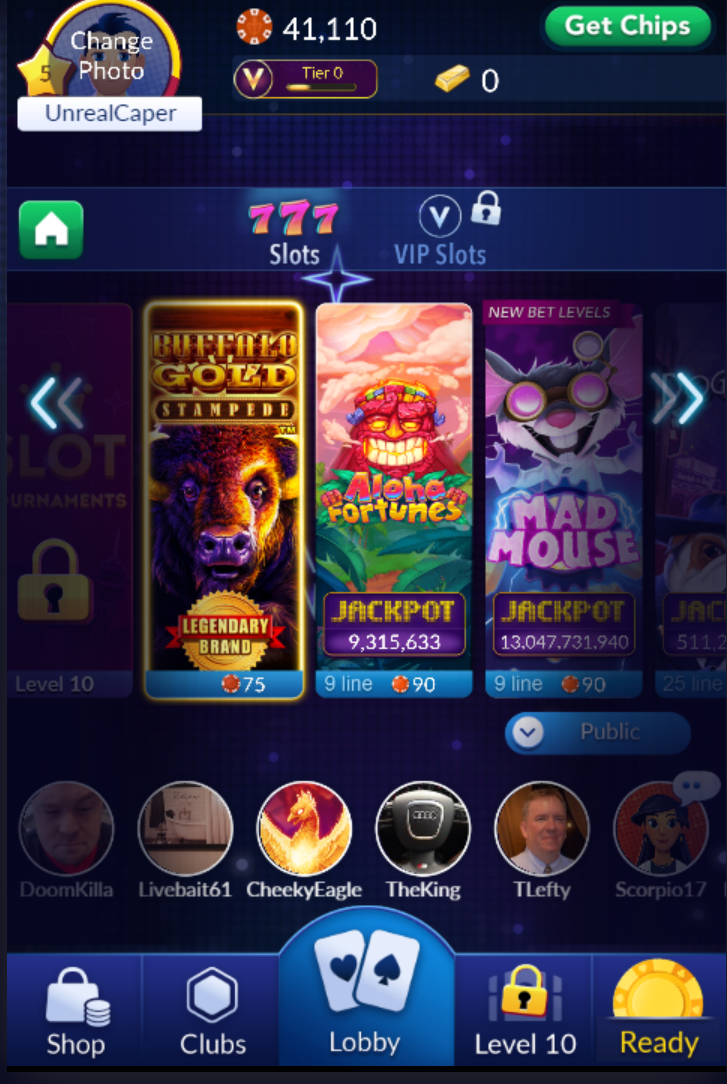 Change
Photo
5
UnrealCaper
41,110
Get Chips
V
Tier 0
0
777
Slots
V
VIP Slots
SLOT
TOURNAMENTS
Level 10
BUFFALO
GOLD
STAMPEDE
TM
LEGENDARY
BRAND
75
Aloha
Fortunes
JACKPOT
9,315,633
9 line 90
NEW BET LEVELS
MAD
MOUSE
JACKPOT
13,047,731,940
9 line 90
25 line
Public
DoomKilla
Livebait61
CheekyEagle
TheKing
TLefty
Scorpio17
Shop
Clubs
Lobby
Level 10
Ready